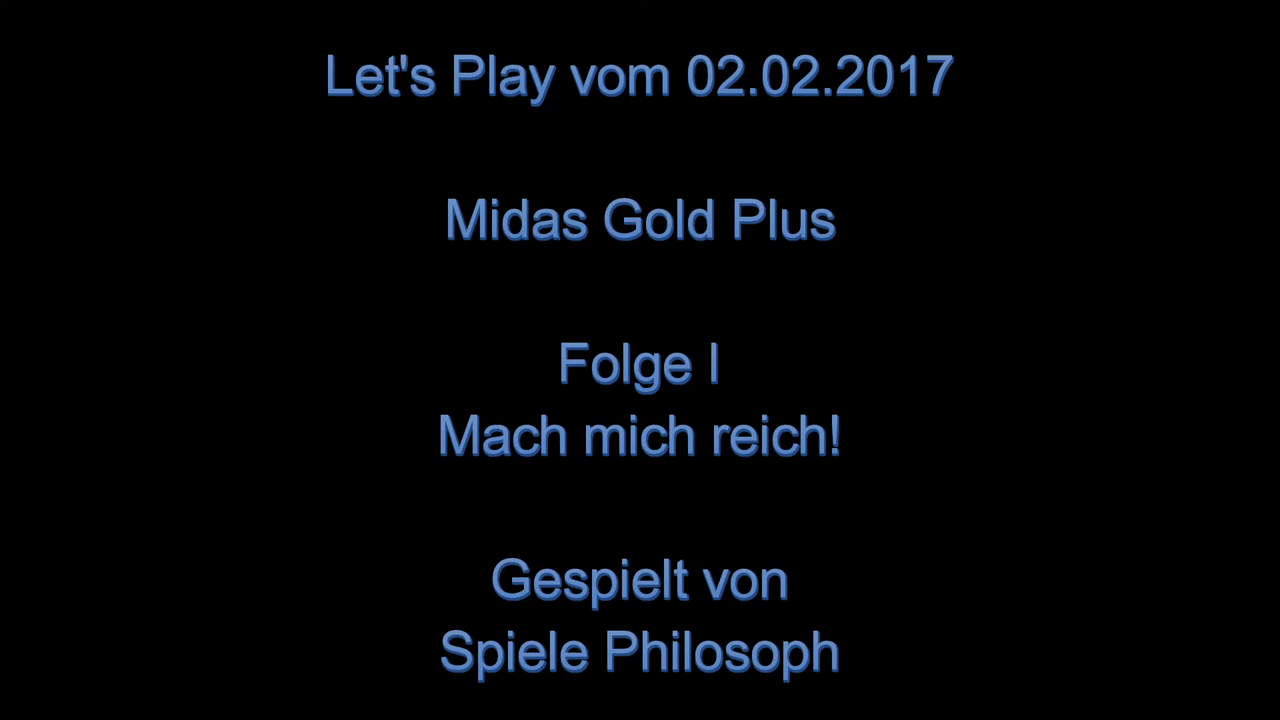 Let's Play vom 02.02.2017
Midas Gold Plus
Folge I
Mach mich reich!
Gespielt von
Spiele Philosoph